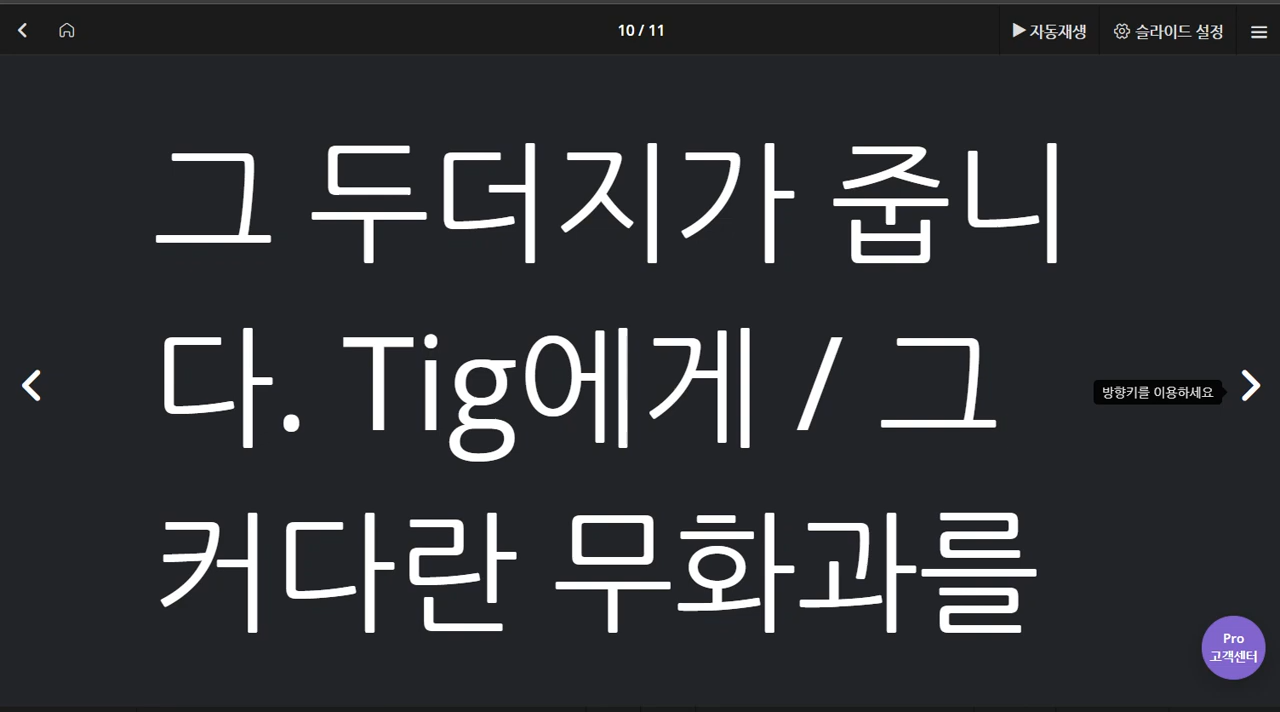 10 / 11
자동재생
슬라이드 설정
그 두더지가 줍니
다. Tig에게 / 그
방향키를 이용하세요
커다란 무화과를
Pro
고객센터